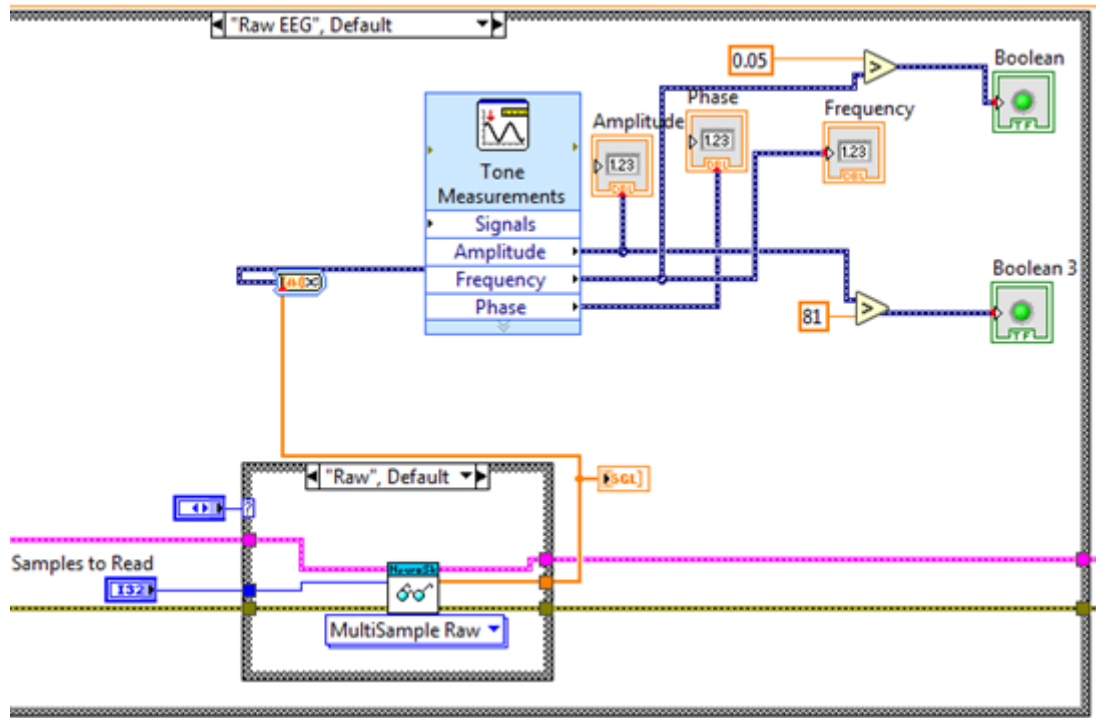 "Raw EEG", Default
0.05
Boolean
TF
Amplitude
1.23
DBL
Phase
1.23
DBL
Frequency
1.23
DBL
Tone
Measurements
Signals
Amplitude
Frequency
Phase
81
Boolean 3
TF
"Raw", Default
[SGL]
?
Samples to Read
I32
NeuroSk
MultiSample Raw